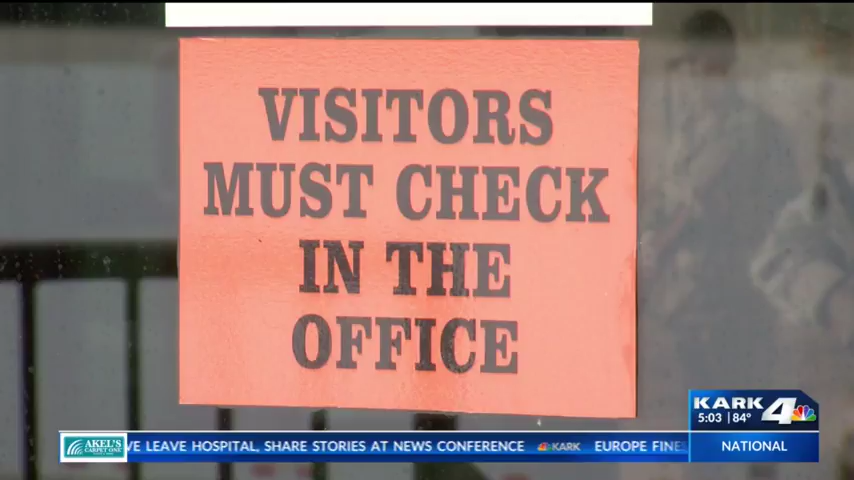 VISITORS
MUST CHECK
IN THE
OFFICE
KARK 4
5:03 84°
NATIONAL
AKEL'S
CARPET ONE
VE LEAVE HOSPITAL, SHARE STORIES AT NEWS CONFERENCE KARK EUROPE FINE